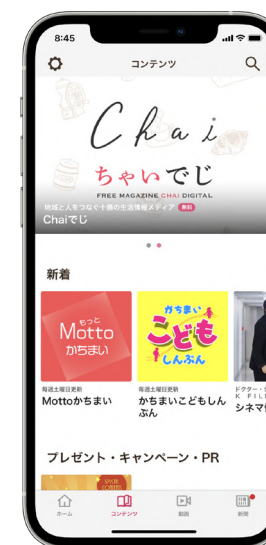 8:45
コンテンツ
Chai
ちゃいでじ
FREE MAGAZINE CHAI DIGITAL
地域と人をつなぐ十勝の生活情報メディア 無料
Chaiでじ
新着
もっと
Motto
かちまい
かちまい
こども
しんぶん
毎週土曜日更新
Mottoかちまい
毎週土曜日更新
かちまいこどもしん
ぶん
ドクター・
K FIL
シネマ
プレゼント・キャンペーン・PR
ホーム
コンテンツ
動画
新聞